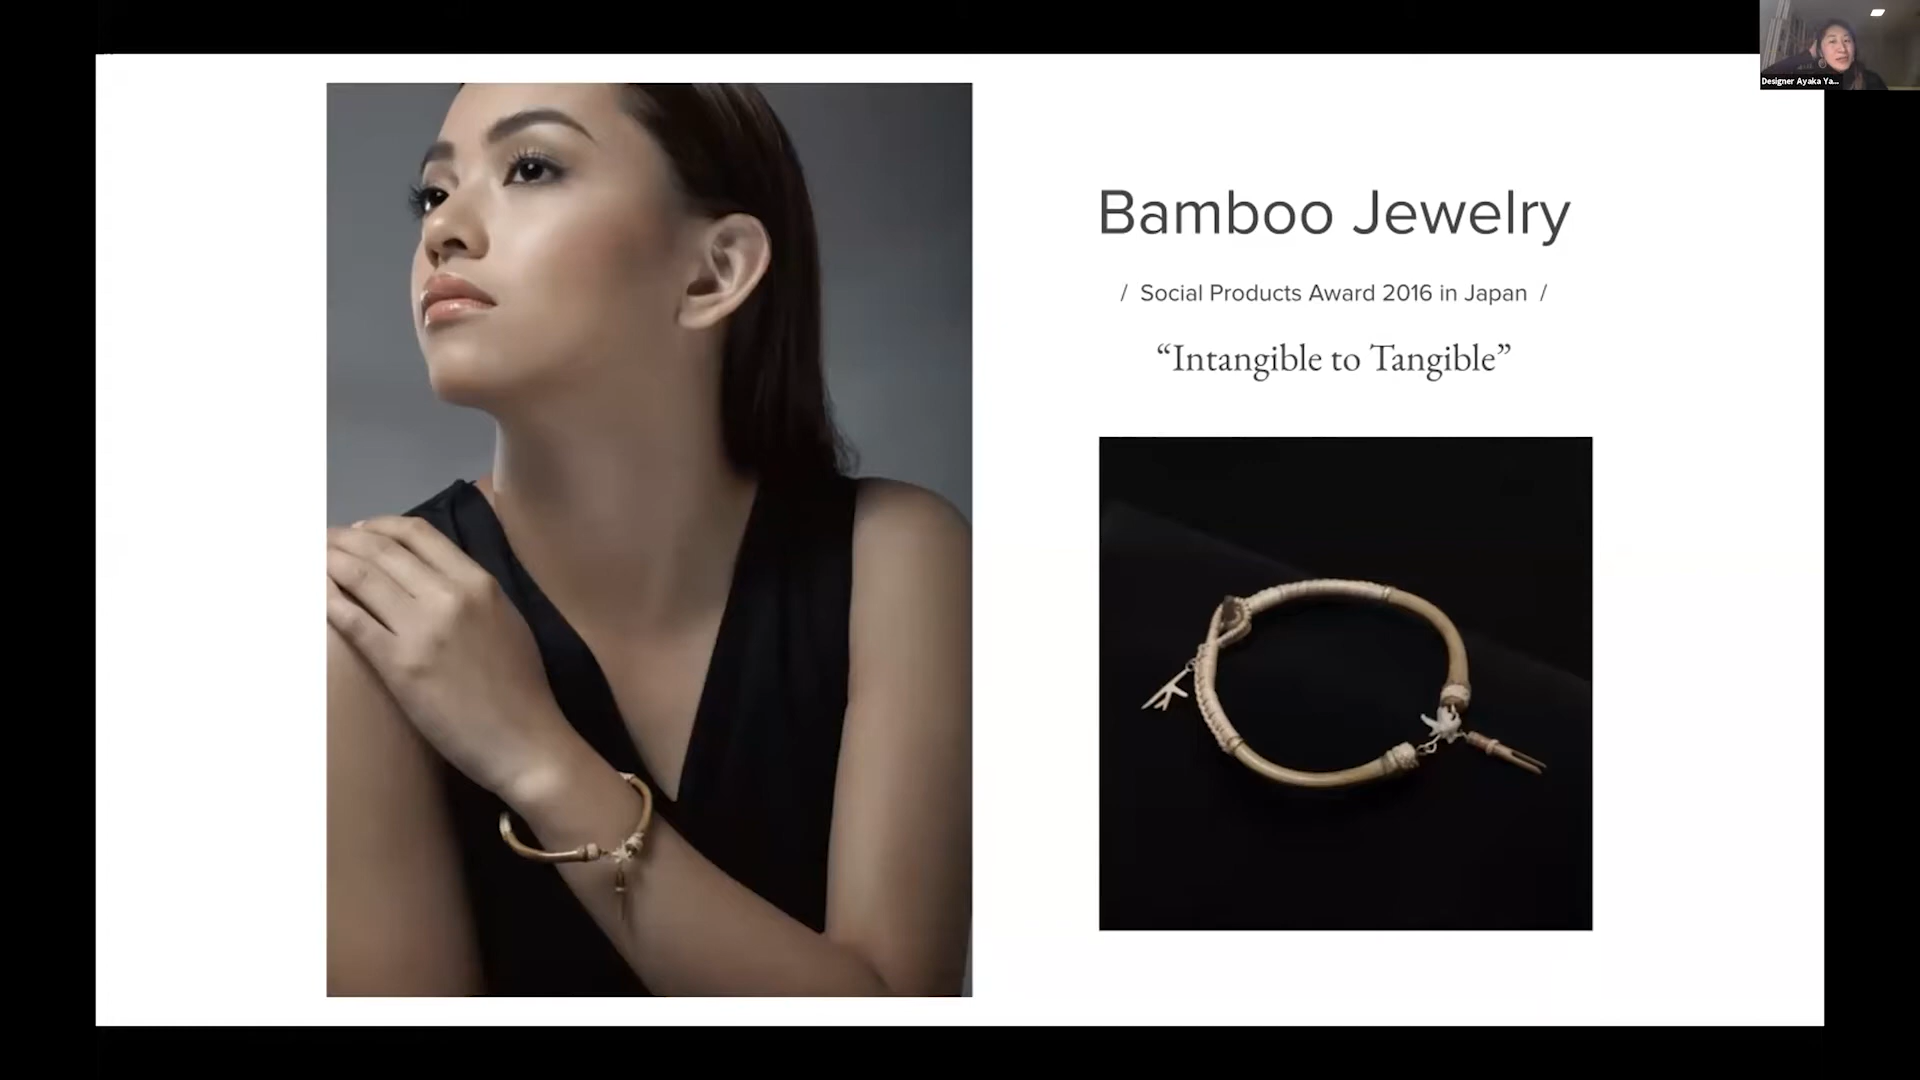 Designer Ayaka Ya...
Bamboo Jewelry
/ Social Products Award 2016 in Japan /
“Intangible to Tangible”